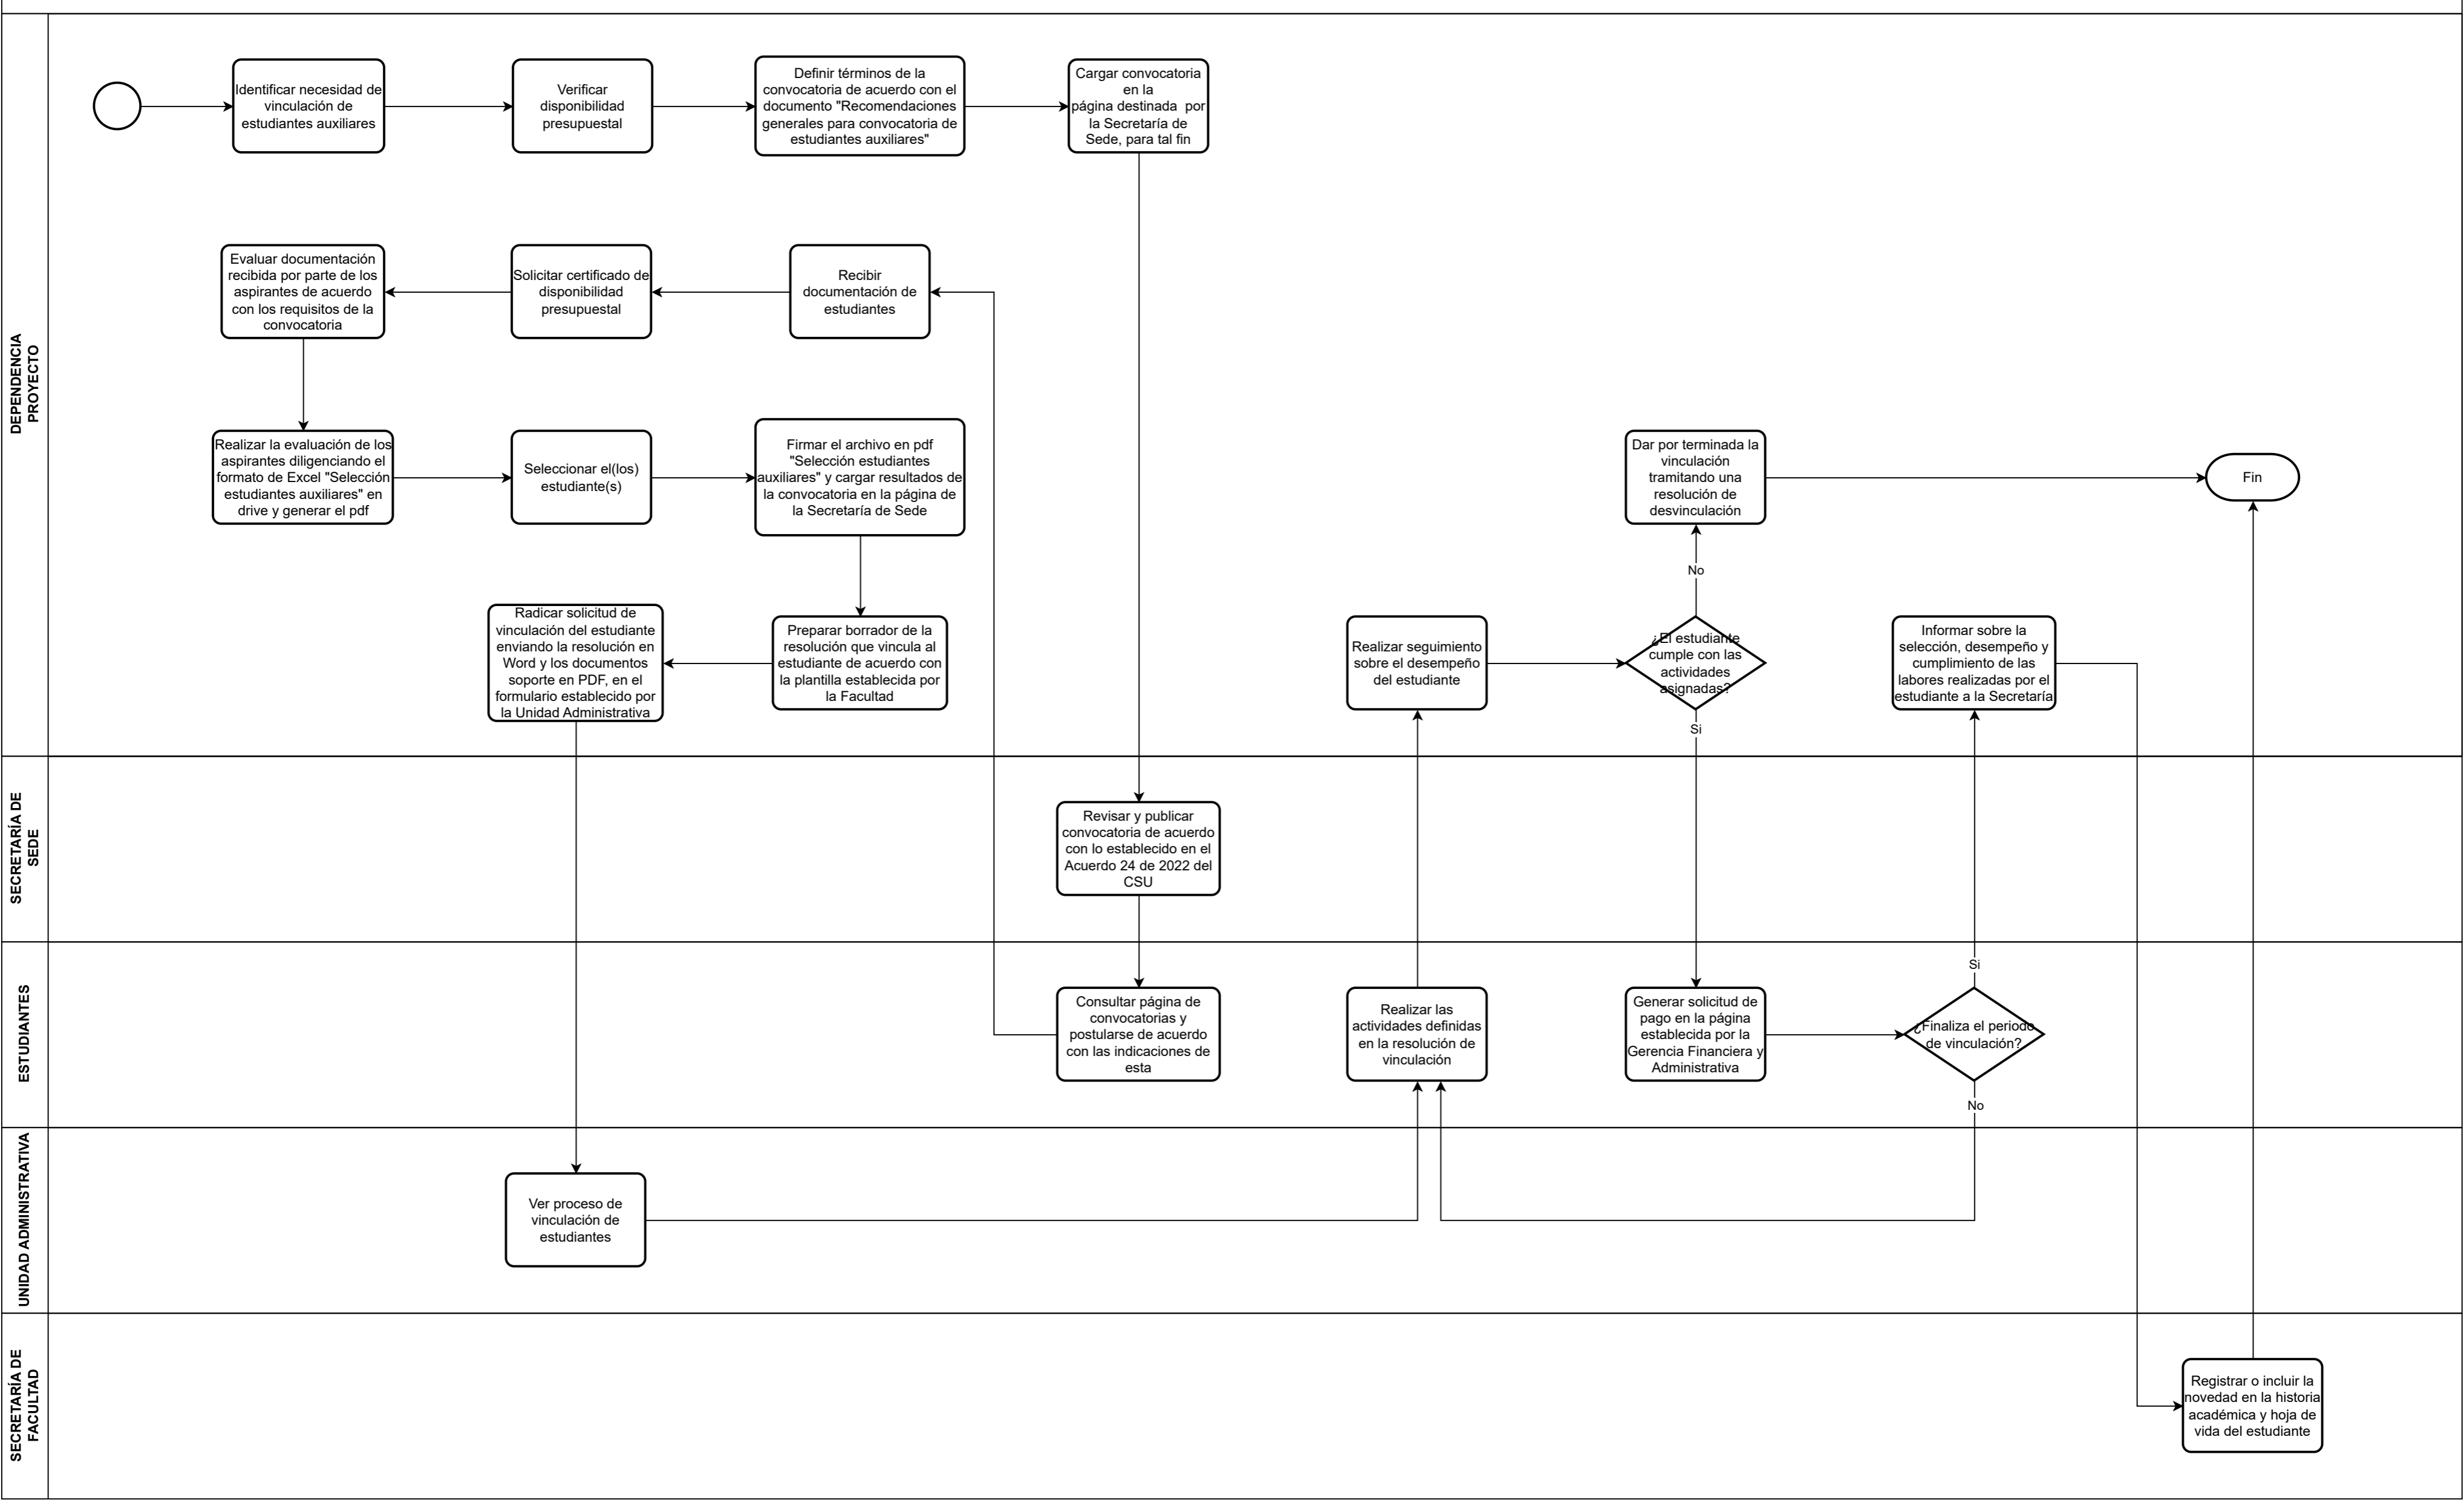 DEPENDENCIA
PROYECTO
Identificar necesidad de
vinculación de
estudiantes auxiliares
Verificar
disponibilidad
presupuestal
Definir términos de la
convocatoria de acuerdo con el
documento "Recomendaciones
generales para convocatoria de
estudiantes auxiliares"
Cargar convocatoria
en la
página destinada por
la Secretaría de
Sede, para tal fin
Evaluar documentación
recibida por parte de los
aspirantes de acuerdo
con los requisitos de la
convocatoria
Solicitar certificado de
disponibilidad
presupuestal
Recibir
documentación de
estudiantes
Realizar la evaluación de los
aspirantes diligenciando el
formato de Excel "Selección
estudiantes auxiliares" en
drive y generar el pdf
Seleccionar el(los)
estudiante(s)
Firmar el archivo en pdf
"Selección estudiantes
auxiliares" y cargar resultados de
la convocatoria en la página de
la Secretaría de Sede
Dar por terminada la
vinculación
tramitando una
resolución de
desvinculación
Fin
No
Radicar solicitud de
vinculación del estudiante
enviando la resolución en
Word y los documentos
soporte en PDF, en el
formulario establecido por
la Unidad Administrativa
Preparar borrador de la
resolución que vincula al
estudiante de acuerdo con
la plantilla establecida por
la Facultad
Realizar seguimiento
sobre el desempeño
del estudiante
¿El estudiante
cumple con las
actividades
asignadas?
Informar sobre la
selección, desempeño y
cumplimiento de las
labores realizadas por el
estudiante a la Secretaría
Si
SECRETARÍA DE
SEDE
Revisar y publicar
convocatoria de acuerdo
con lo establecido en el
Acuerdo 24 de 2022 del
CSU
ESTUDIANTES
Si
Consultar página de
convocatorias y
postularse de acuerdo
con las indicaciones de
esta
Realizar las
actividades definidas
en la resolución de
vinculación
Generar solicitud de
pago en la página
establecida por la
Gerencia Financiera y
Administrativa
¿Finaliza el periodo
de vinculación?
No
UNIDAD ADMINISTRATIVA
Ver proceso de
vinculación de
estudiantes
SECRETARÍA DE
FACULTAD
Registrar o incluir la
novedad en la historia
académica y hoja de
vida del estudiante